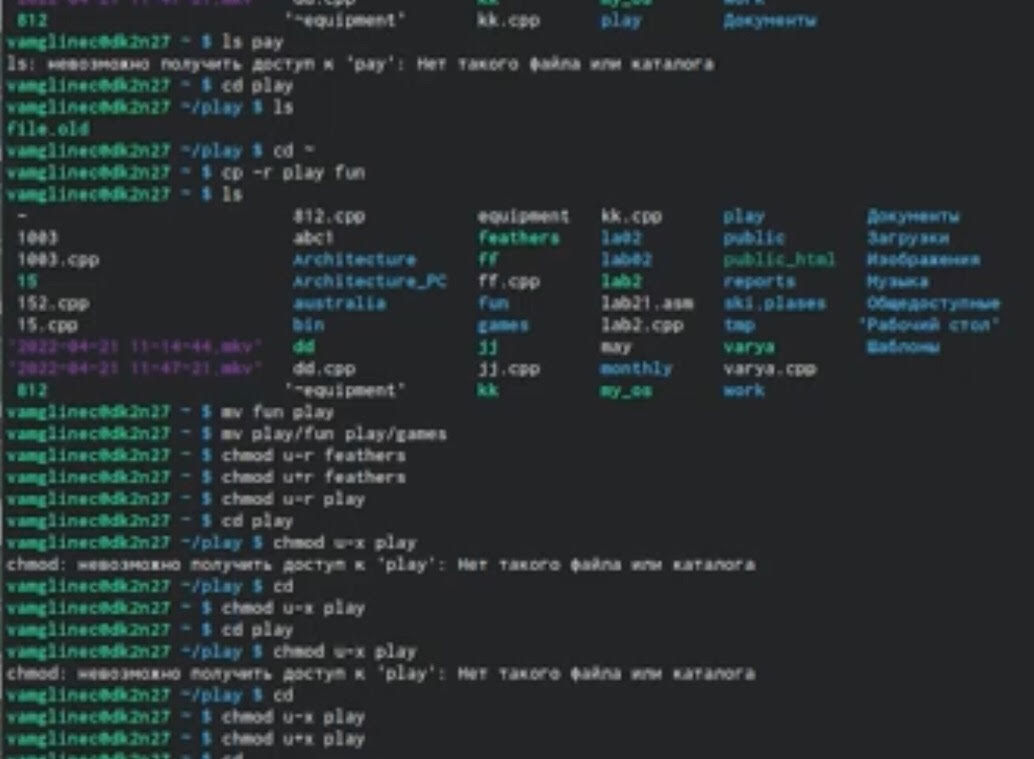 812 '~equipment' kk.cpp play Документы
vamglinec@dk2n27 ~ $ ls pay
ls: невозможно получить доступ к 'pay': Нет такого файла или каталога
vamglinec@dk2n27 ~ $ cd play
vamglinec@dk2n27 ~/play $ ls
file.old
vamglinec@dk2n27 ~/play $ cd ~
vamglinec@dk2n27 ~ $ cp -r play fun
vamglinec@dk2n27 ~ $ ls
~ 812.cpp equipment kk.cpp play Документы
1003 abc1 feathers la02 public Загрузки
1003.cpp Architecture ff lab02 public_html Изображения
15 Architecture_PC ff.cpp lab2 reports Музыка
152.cpp australia fun lab21.asm ski.plases Общедоступные
15.cpp bin games lab2.cpp tmp 'Рабочий стол'
'2022-04-21 11-14-44.mkv' dd jj may varya Шаблоны
'2022-04-21 11-47-21.mkv' dd.cpp jj.cpp monthly varya.cpp
812 '~equipment' kk my_os work
vamglinec@dk2n27 ~ $ mv fun play
vamglinec@dk2n27 ~ $ mv play/fun play/games
vamglinec@dk2n27 ~ $ chmod u-r feathers
vamglinec@dk2n27 ~ $ chmod u+r feathers
vamglinec@dk2n27 ~ $ chmod u-r play
vamglinec@dk2n27 ~ $ cd play
vamglinec@dk2n27 ~/play $ chmod u-x play
chmod: невозможно получить доступ к 'play': Нет такого файла или каталога
vamglinec@dk2n27 ~/play $ cd
vamglinec@dk2n27 ~ $ chmod u-x play
vamglinec@dk2n27 ~ $ cd play
vamglinec@dk2n27 ~/play $ chmod u-x play
chmod: невозможно получить доступ к 'play': Нет такого файла или каталога
vamglinec@dk2n27 ~/play $ cd
vamglinec@dk2n27 ~ $ chmod u-x play
vamglinec@dk2n27 ~ $ chmod u+x play